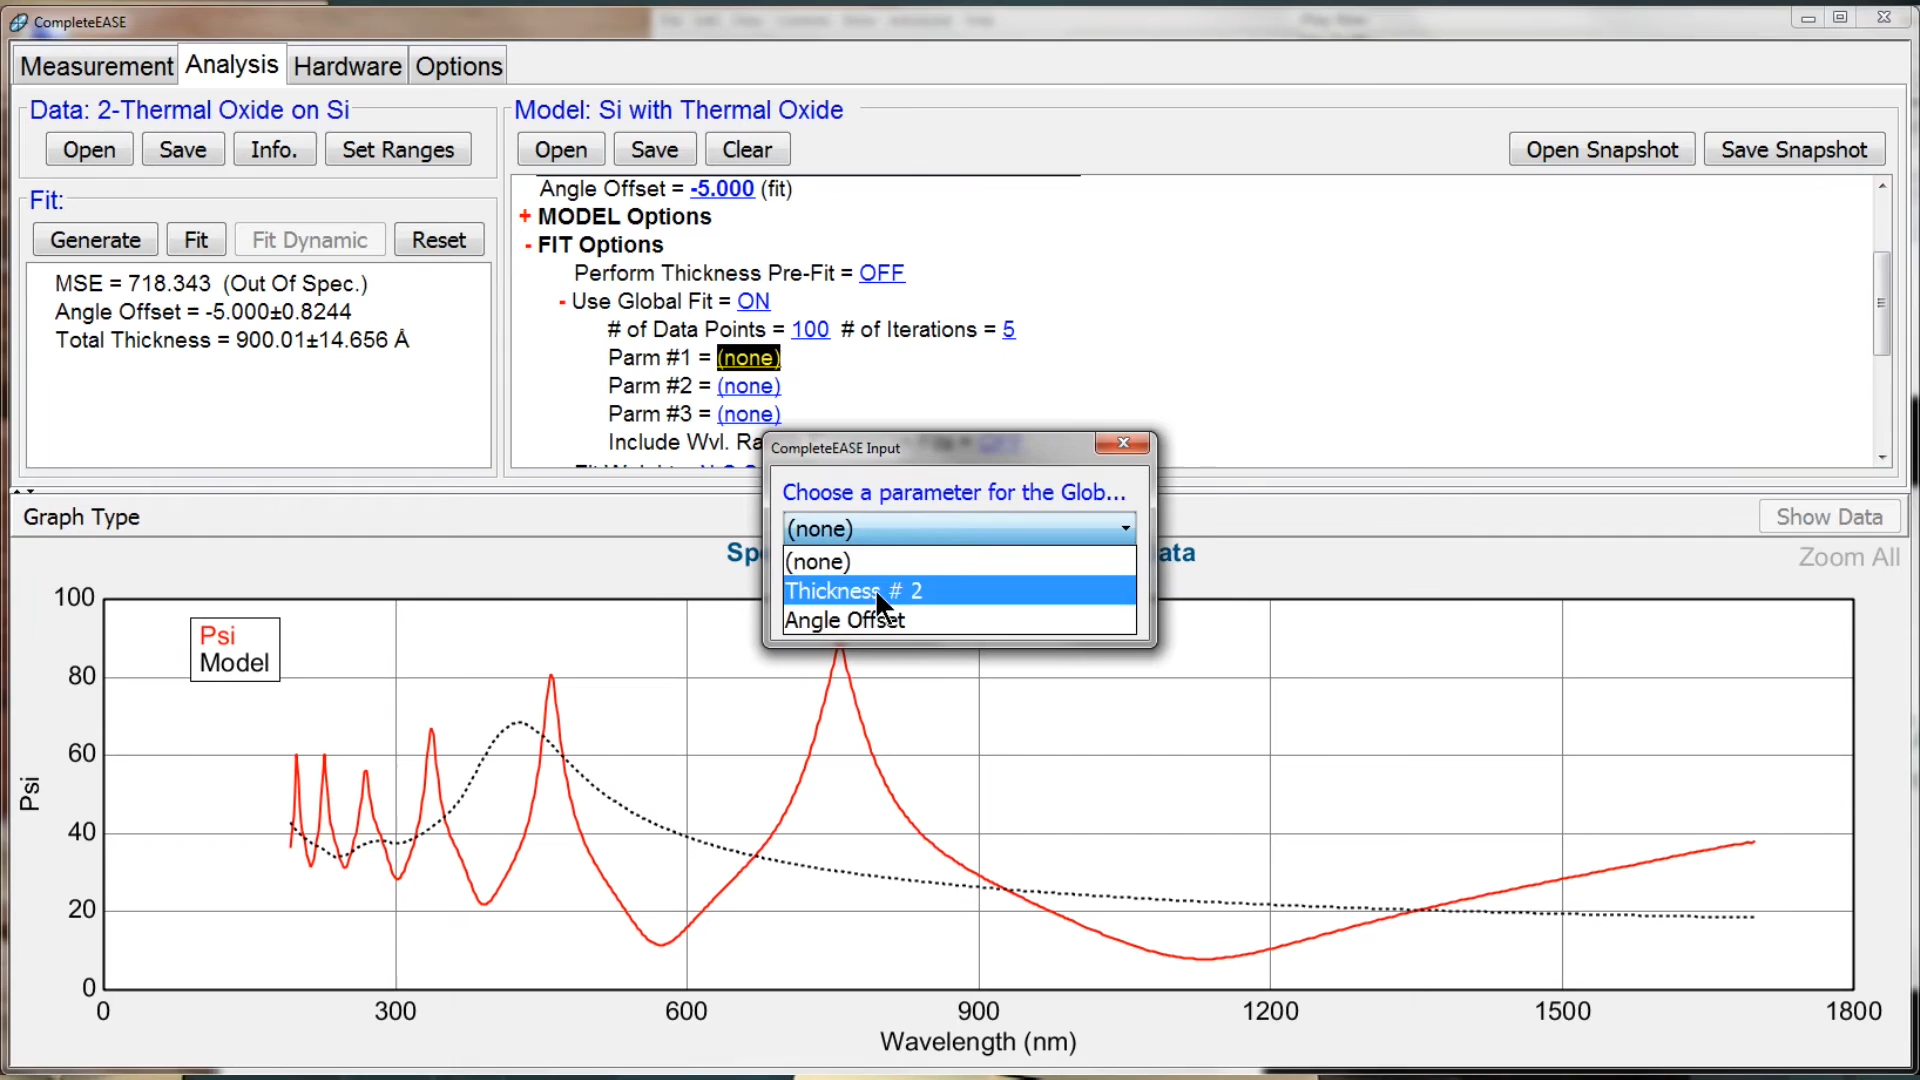 CompleteEASE
Measurement Analysis Hardware Options
Data: 2-Thermal Oxide on Si
Open Save Info. Set Ranges
Model: Si with Thermal Oxide
Open Save Clear Open Snapshot Save Snapshot
Fit:
Generate Fit Fit Dynamic Reset
MSE = 718.343 (Out Of Spec.)
Angle Offset = -5.000±0.8244
Total Thickness = 900.01±14.656 Å
Angle Offset = -5.000 (fit)
+ MODEL Options
- FIT Options
Perform Thickness Pre-Fit = OFF
- Use Global Fit = ON
# of Data Points = 100 # of Iterations = 5
Parm #1 = (none)
Parm #2 = (none)
Parm #3 = (none)
Include Wvl.
CompleteEASE Input
Choose a parameter for the Glob...
(none)
(none)
Thickness # 2
Angle Offset
Graph Type
Show Data
Zoom All
Psi
Model
100
80
60
40
20
0
Psi
0 300 600 900 1200 1500 1800
Wavelength (nm)